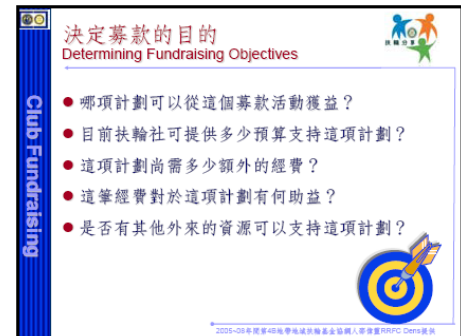 決定募款的目的
Determining Fundraising Objectives
扶輪分享
Club Fundraising
哪項計劃可以從這個募款活動獲益？
目前扶輪社可提供多少預算支持這項計劃？
這項計劃尚需多少額外的經費？
這筆經費對於這項計劃有何助益？
是否有其他外來的資源可以支持這項計劃？